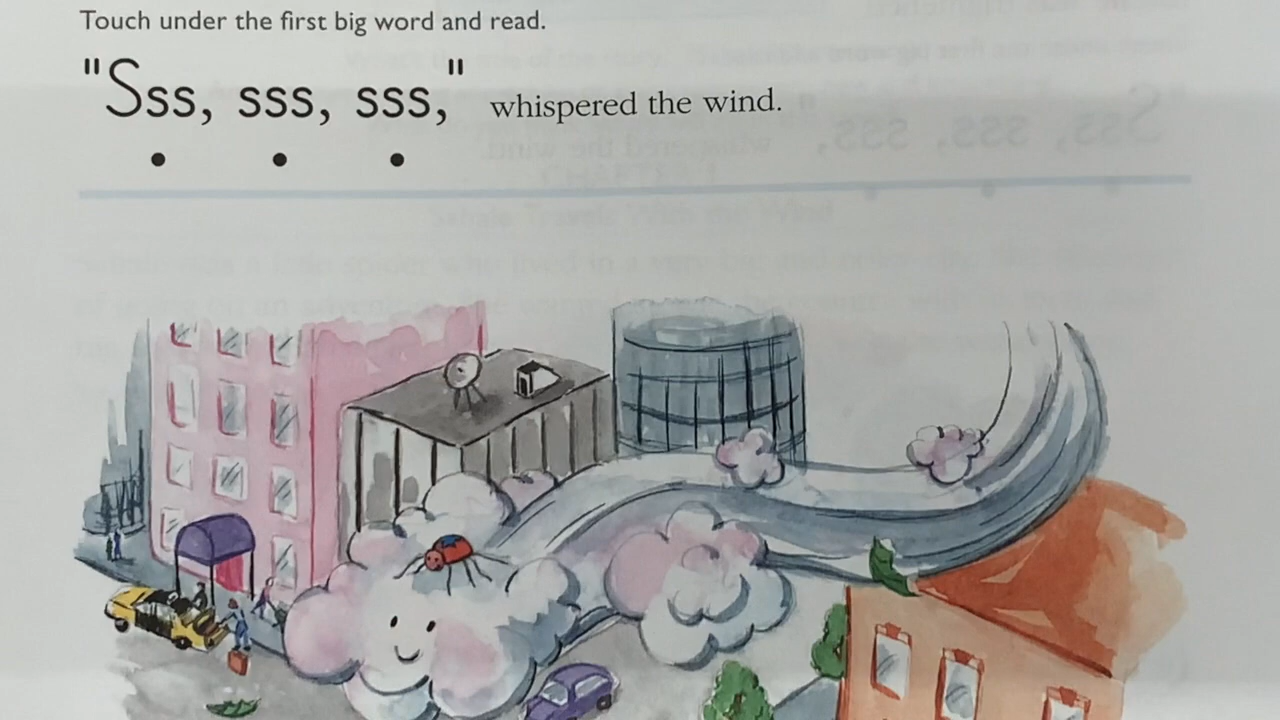 Touch under the first big word and read.
"Sss, sss, sss," whispered the wind.